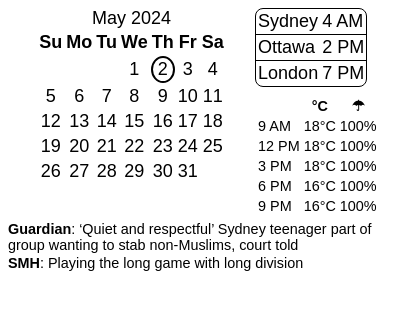 May 2024
Su Mo Tu We Th Fr Sa
1 2 3 4
5 6 7 8 9 10 11
12 13 14 15 16 17 18
19 20 21 22 23 24 25
26 27 28 29 30 31
Sydney 4 AM
Ottawa 2 PM
London 7 PM
°C ☂
9 AM 18°C 100%
12 PM 18°C 100%
3 PM 18°C 100%
6 PM 16°C 100%
9 PM 16°C 100%
Guardian: ‘Quiet and respectful’ Sydney teenager part of
group wanting to stab non-Muslims, court told
SMH: Playing the long game with long division